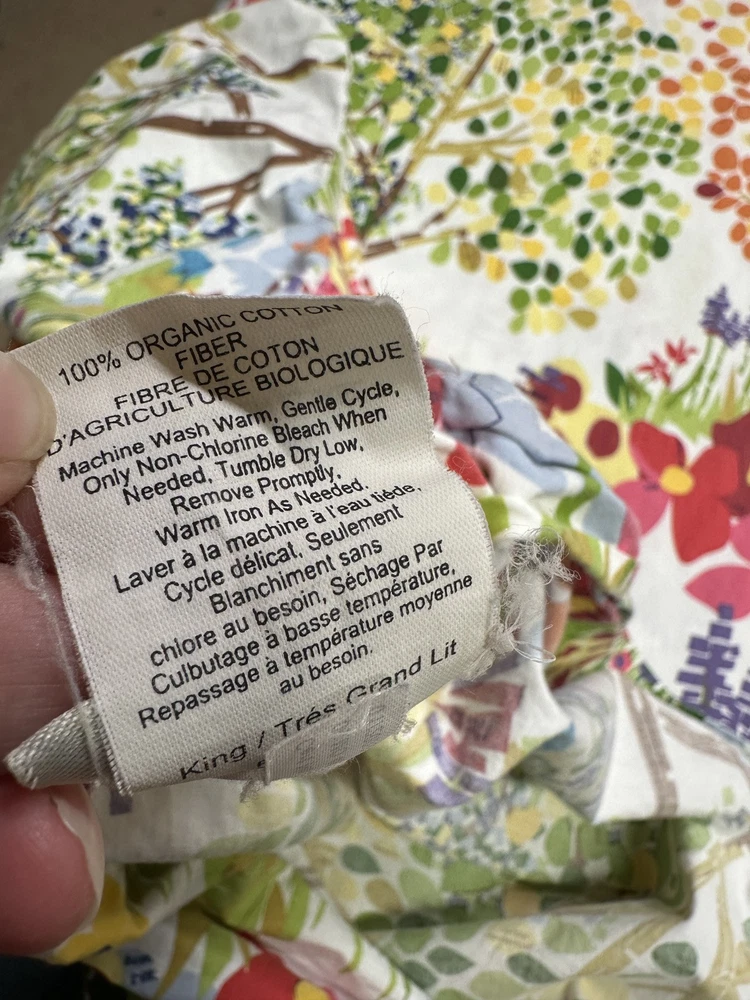 100% ORGANIC COTTON
FIBER
FIBRE DE COTON
D'AGRICULTURE BIOLOGIQUE
Machine Wash Warm, Gentle Cycle,
Only Non-Chlorine Bleach When
Needed, Tumble Dry Low,
Remove Promptly,
Warm Iron As Needed.
Laver à la machine à l'eau tiéde,
Cycle délicat, Seulement
Blanchiment sans
chlore au besoin, Séchage Par
Culbutage à basse température,
Repassage à température moyenne
au besoin.
King / Trés Grand Lit